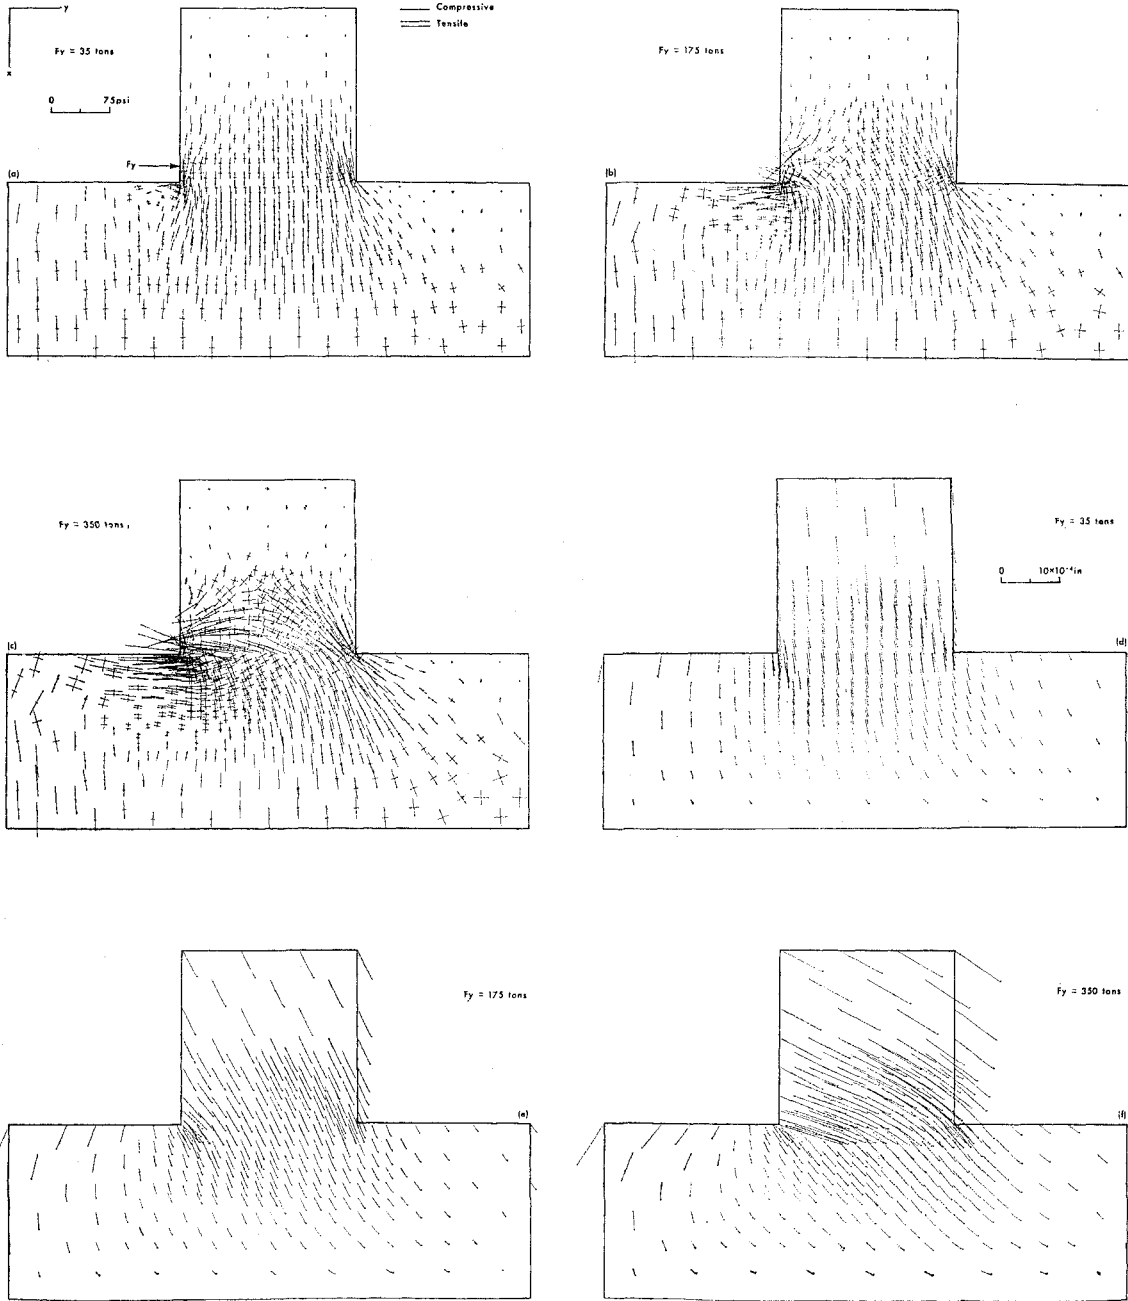 y
Compressive
Tensile
Fy = 35 tons
x
0 75psi
Fy
(a)
Fy = 175 tons
(b)
Fy = 350 tons
(c)
Fy = 35 tons
0 10×10⁻⁴in
(d)
Fy = 175 tons
(e)
Fy = 350 tons
(f)